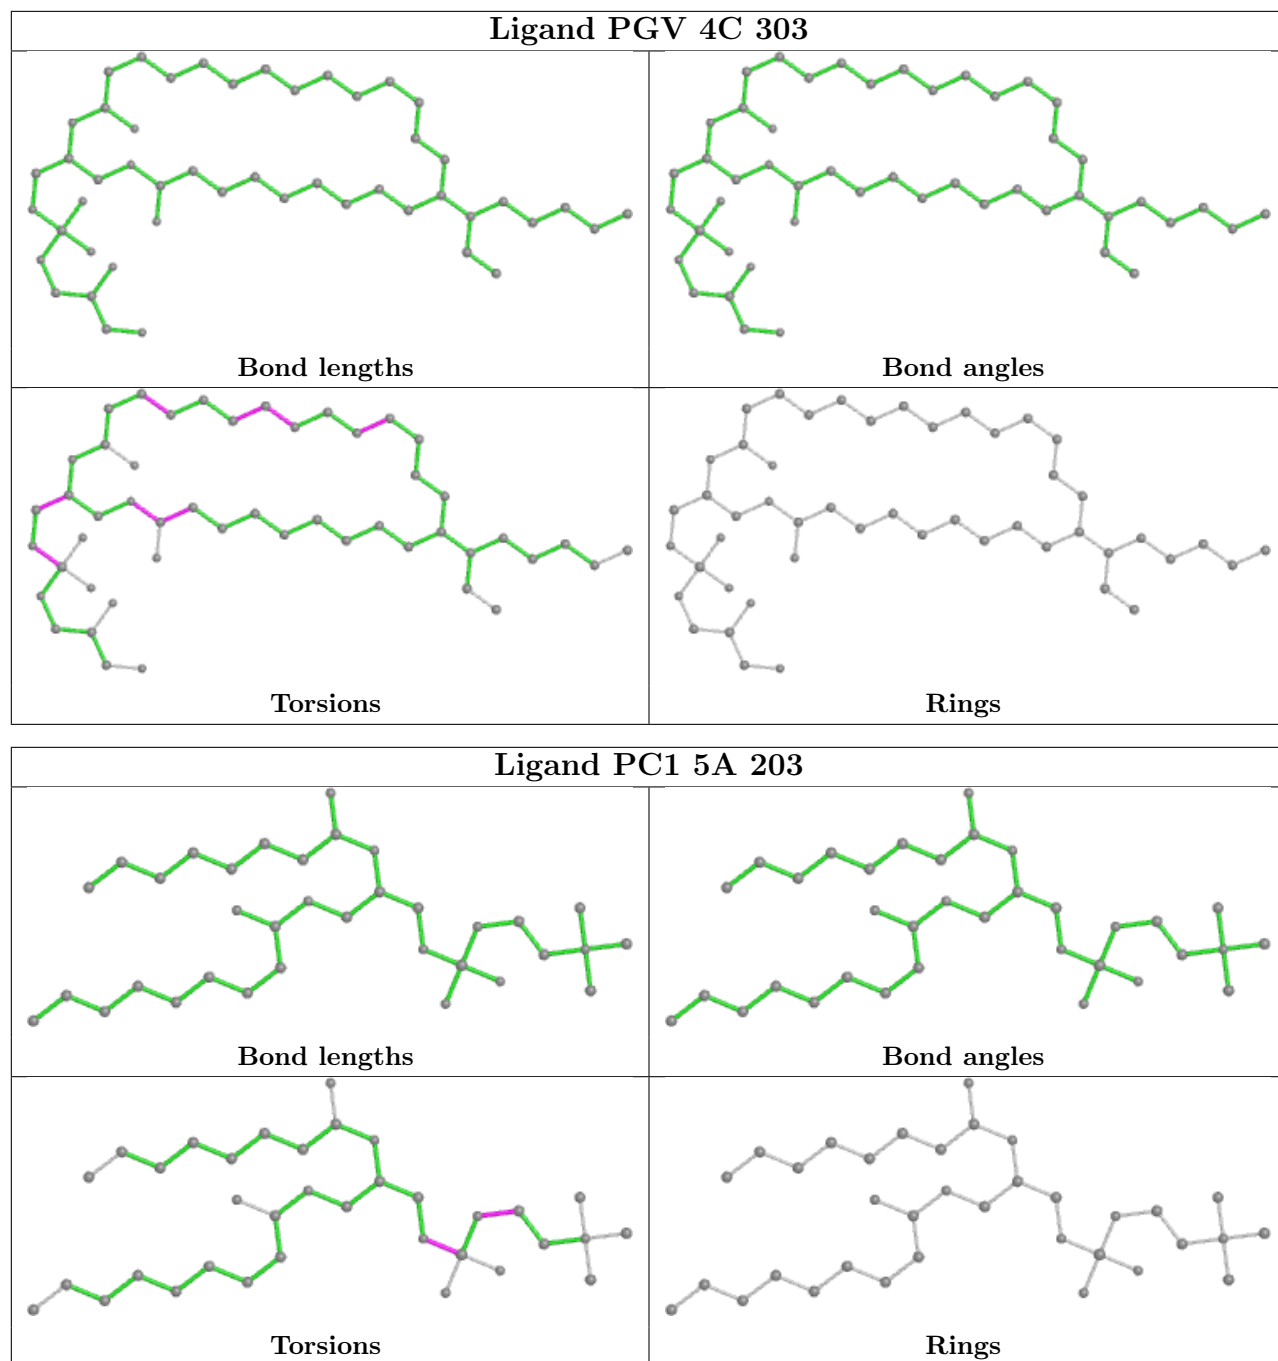 Ligand PGV 4C 303
Bond lengths
Bond angles
Torsions
Rings
Ligand PC1 5A 203
Bond lengths
Bond angles
Torsions
Rings